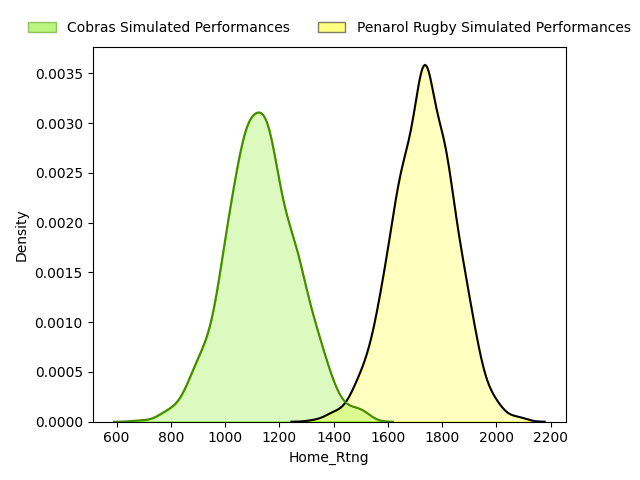 Cobras Simulated Performances Penarol Rugby Simulated Performances
0.0035
0.0030
0.0025
0.0020
0.0015
0.0010
0.0005
0.0000
Density
600 800 1000 1200 1400 1600 1800 2000 2200
Home_Rtng